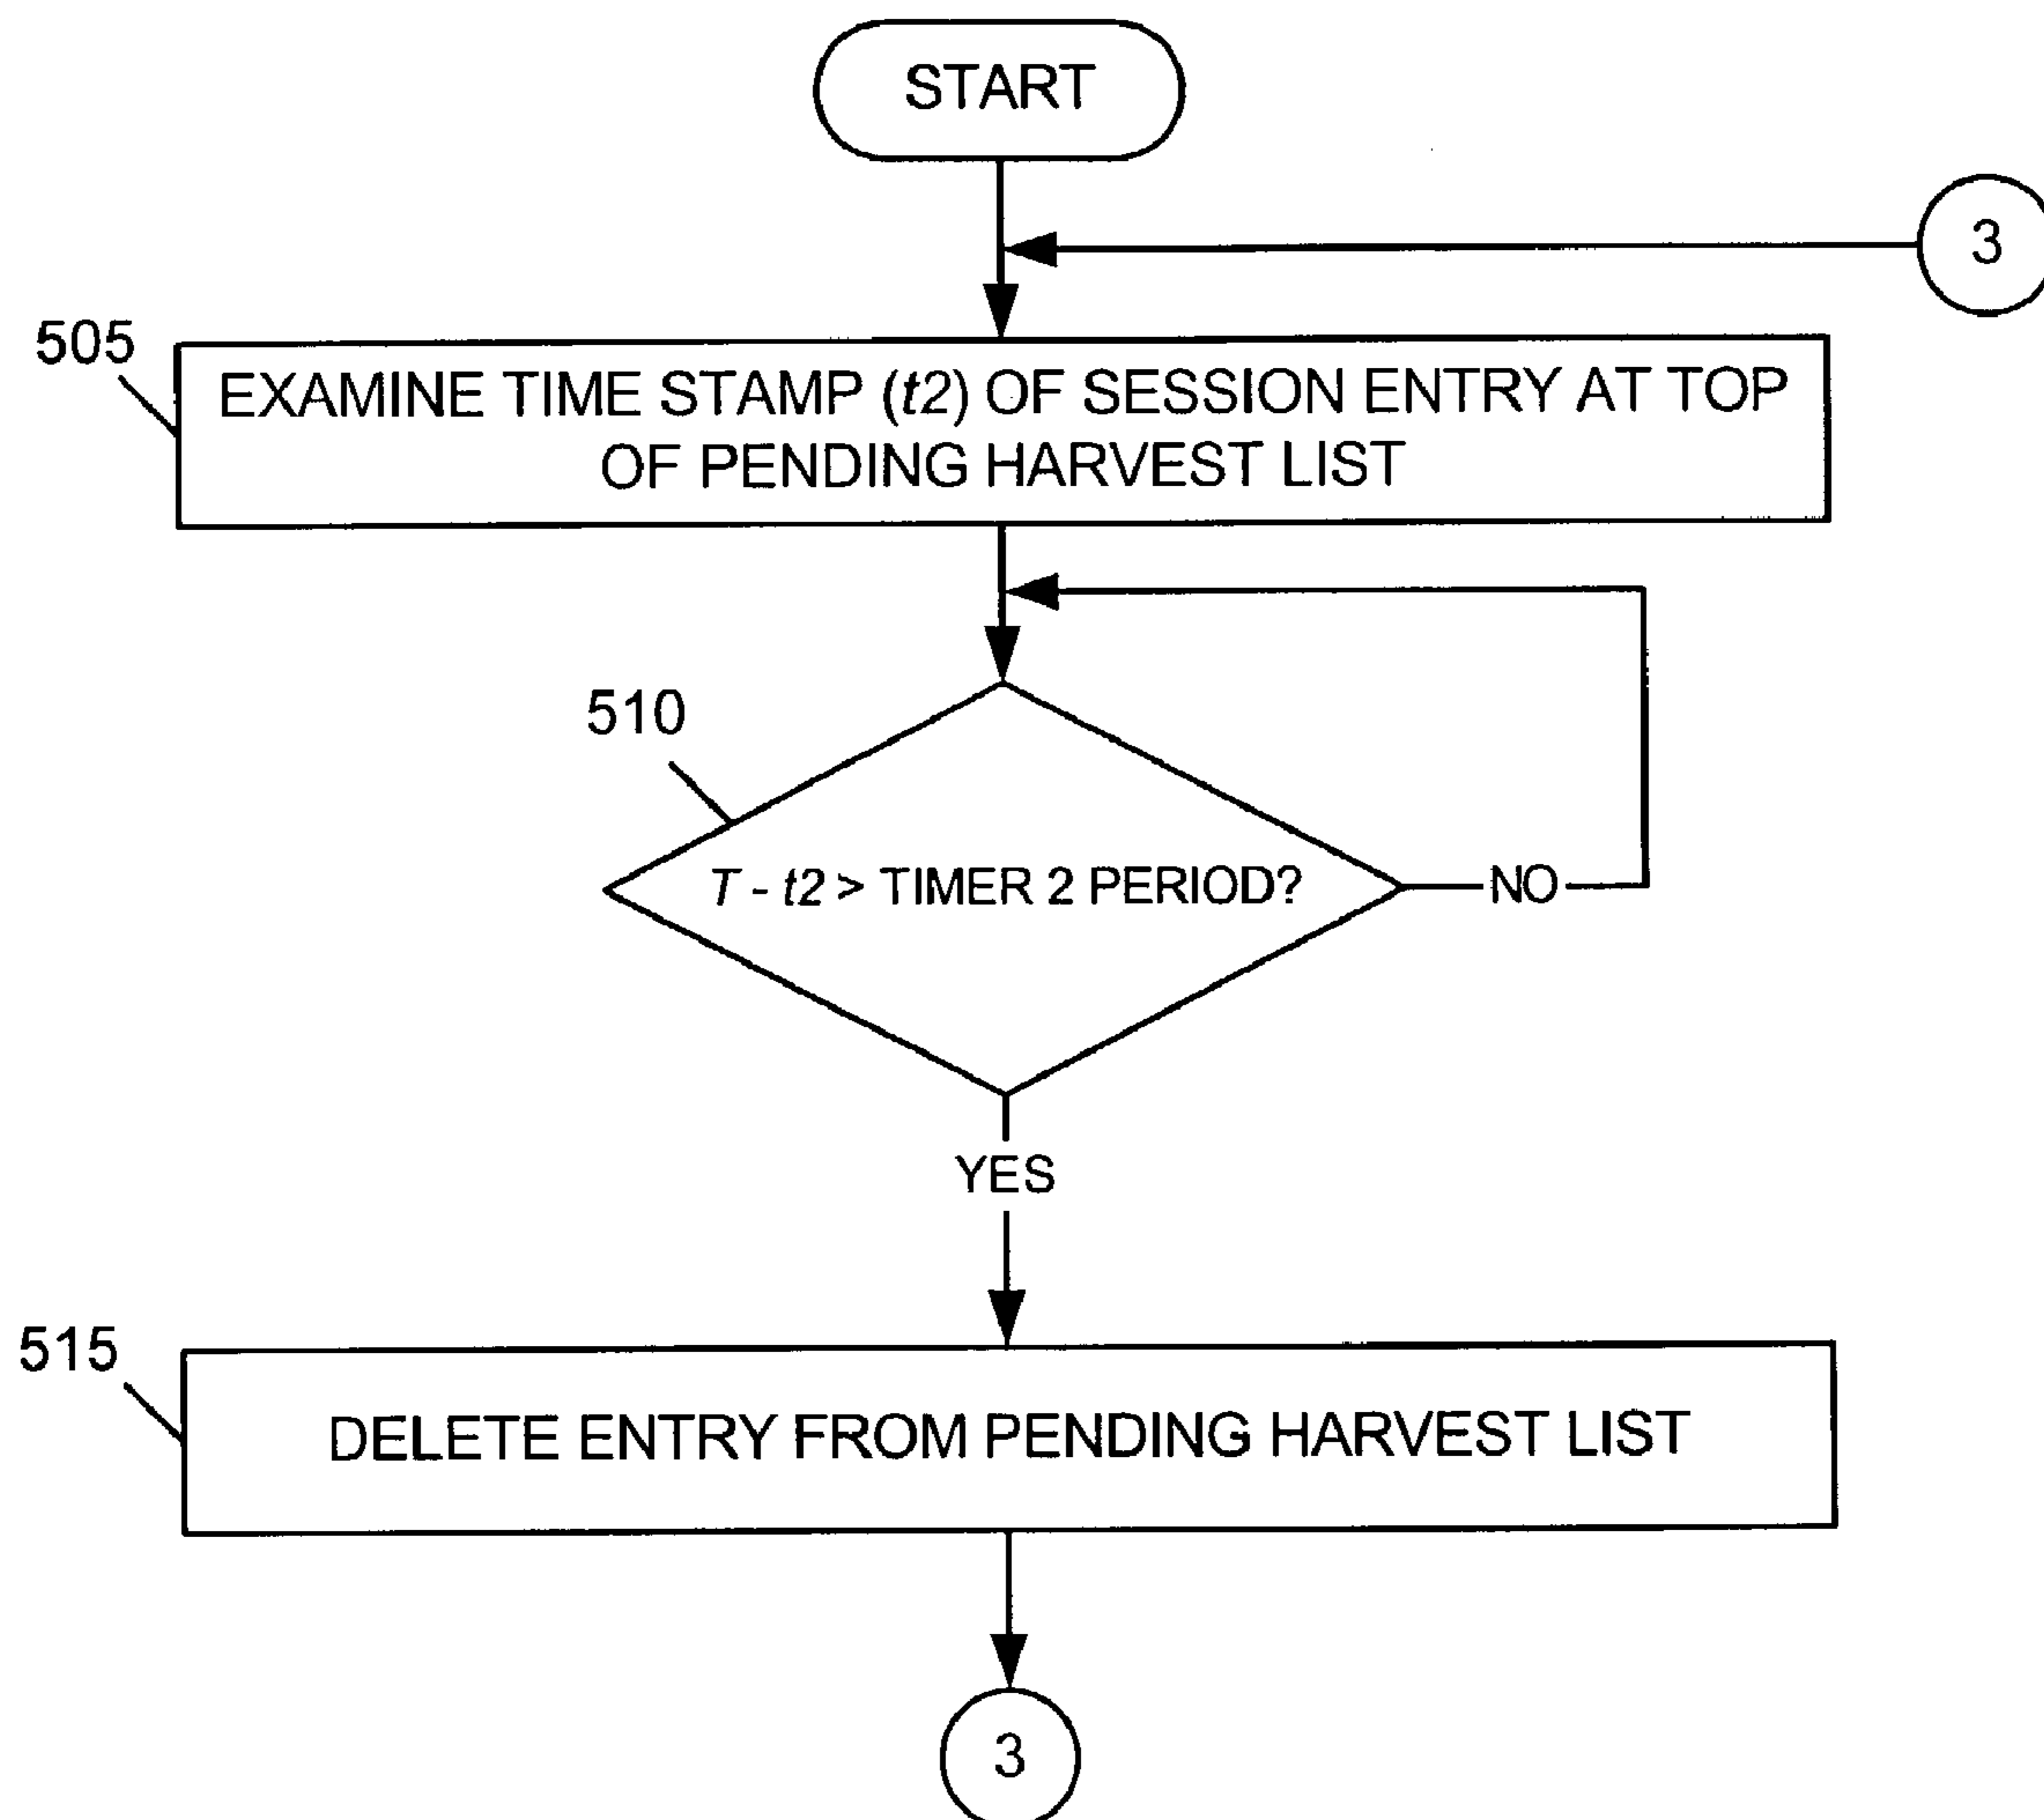 START
3
505
EXAMINE TIME STAMP (t2) OF SESSION ENTRY AT TOP
OF PENDING HARVEST LIST
510
T - t2 > TIMER 2 PERIOD?
NO
YES
515
DELETE ENTRY FROM PENDING HARVEST LIST
3